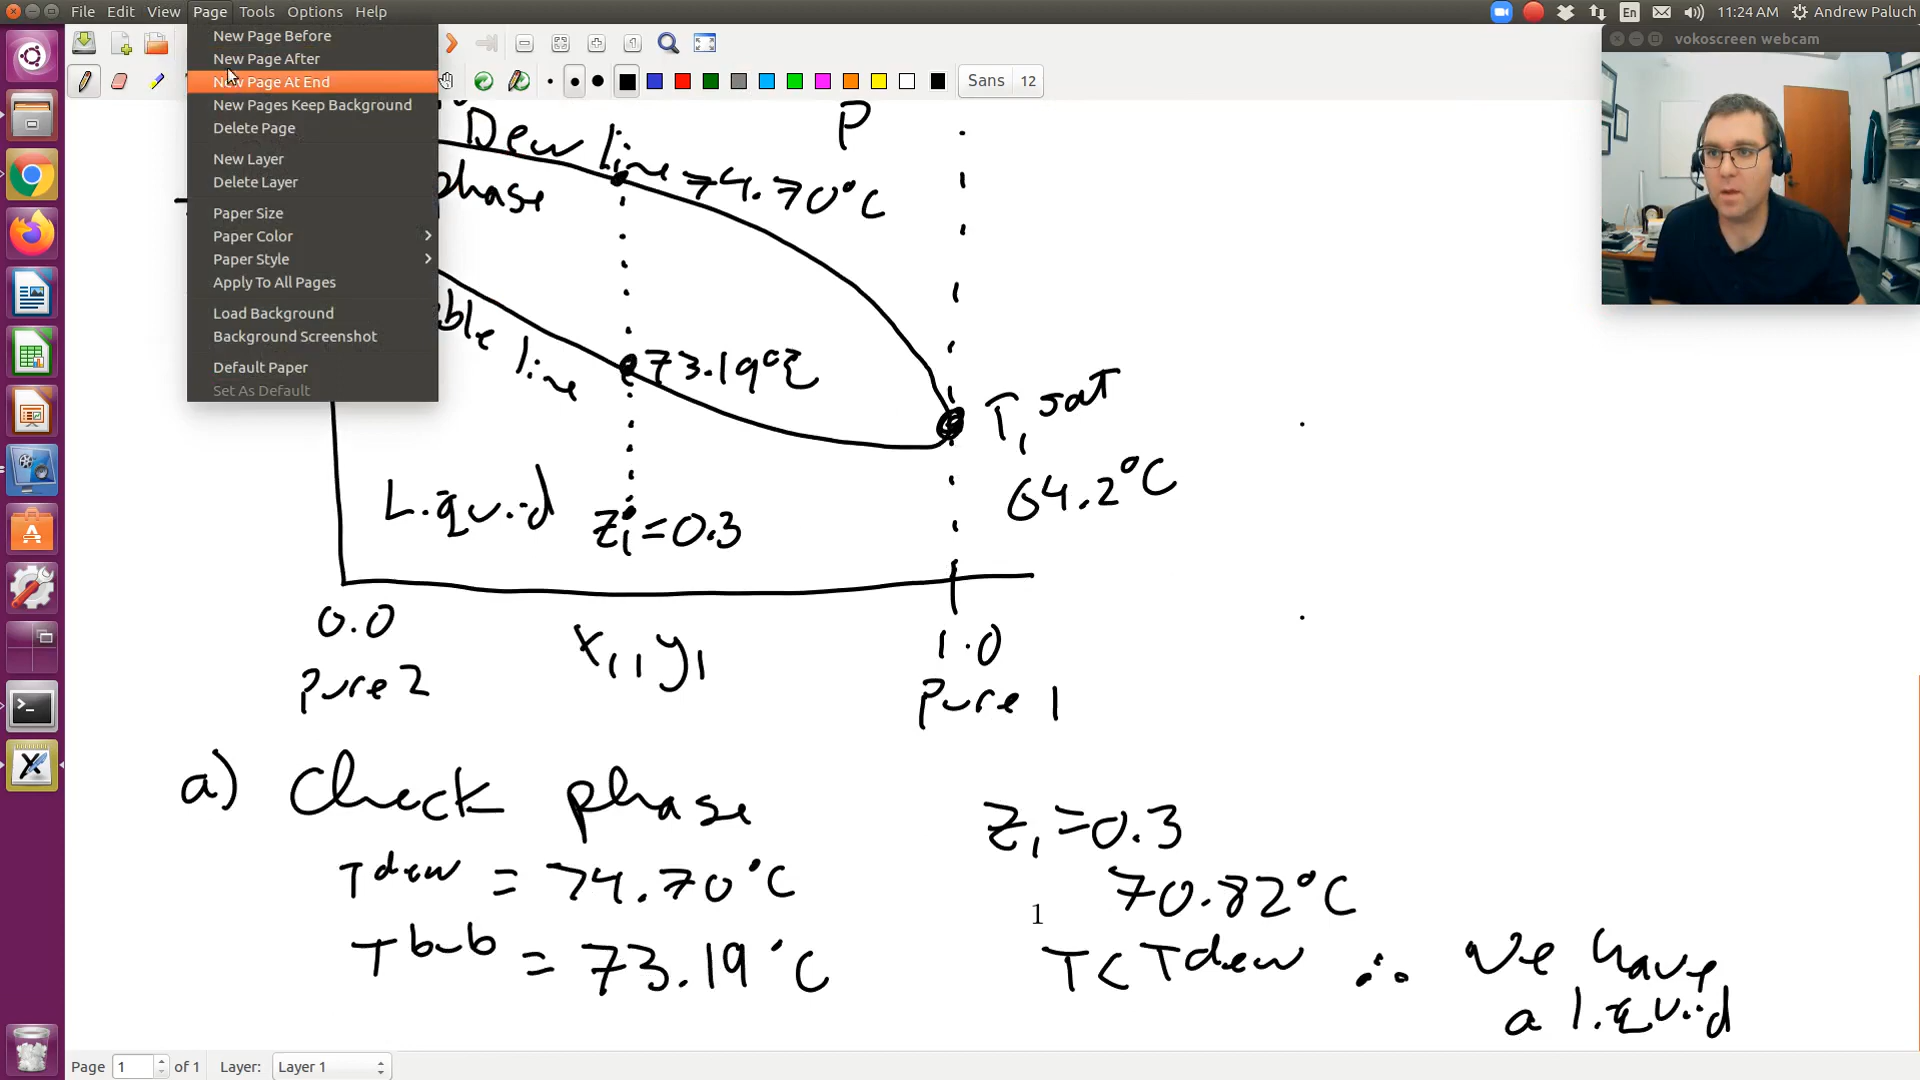 File Edit View Page Tools Options Help
En 11:24 AM Andrew Paluch
New Page Before
New Page After
New Page At End
New Pages Keep Background
Delete Page
New Layer
Delete Layer
Paper Size
Paper Color
Paper Style
Apply To All Pages
Load Background
Background Screenshot
Default Paper
Set As Default
Sans 12
vokoscreen webcam
P
Dew line 74.70°C
phase
ble line
73.19°C
T1 sat
64.2°C
Liquid
z1=0.3
0.0
x1, y1
1.0
Pure 2
Pure 1
a) Check phase
z1=0.3
Tdew = 74.70°C
70.82°C
1
Tbub = 73.19°C
T<Tdew ∴ we have
a liquid
Page 1 of 1 Layer: Layer 1